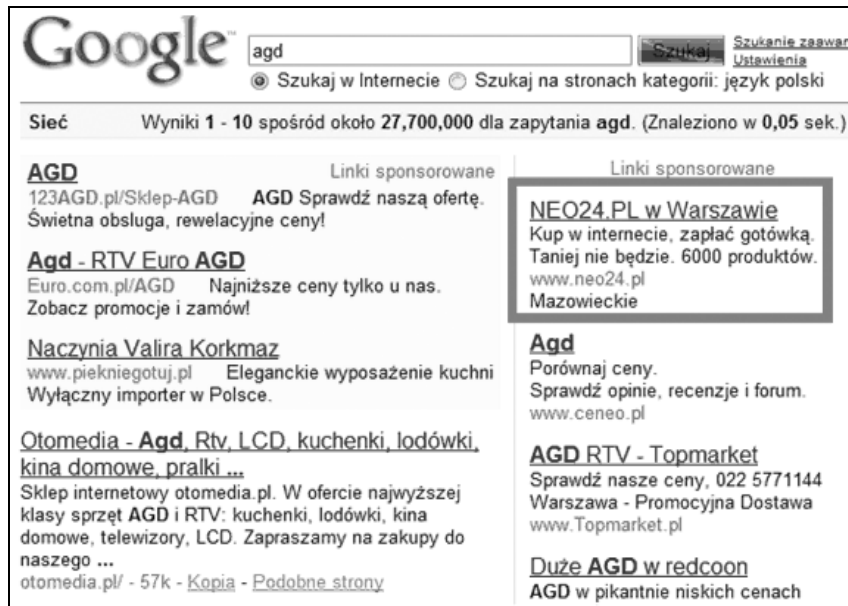 Google™
agd
Szukaj
Szukanie zaawan
Ustawienia
Szukaj w Internecie Szukaj na stronach kategorii: język polski
Sieć Wyniki 1 - 10 spośród około 27,700,000 dla zapytania agd. (Znaleziono w 0,05 sek.)
AGD Linki sponsorowane
123AGD.pl/Sklep-AGD AGD Sprawdź naszą ofertę.
Świetna obsluga, rewelacyjne ceny!
Agd - RTV Euro AGD
Euro.com.pl/AGD Najniższe ceny tylko u nas.
Zobacz promocje i zamów!
Naczynia Valira Korkmaz
www.piekniegotuj.pl Eleganckie wyposażenie kuchni
Wyłączny importer w Polsce.
Otomedia - Agd, Rtv, LCD, kuchenki, lodówki,
kina domowe, pralki ...
Sklep internetowy otomedia.pl. W ofercie najwyższej
klasy sprzęt AGD i RTV: kuchenki, lodówki, kina
domowe, telewizory, LCD. Zapraszamy na zakupy do
naszego ...
otomedia.pl/ - 57k - Kopia - Podobne strony
Linki sponsorowane
NEO24.PL w Warszawie
Kup w internecie, zapłać gotówką.
Taniej nie będzie. 6000 produktów.
www.neo24.pl
Mazowieckie
Agd
Porównaj ceny.
Sprawdź opinie, recenzje i forum.
www.ceneo.pl
AGD RTV - Topmarket
Sprawdź nasze ceny, 022 5771144
Warszawa - Promocyjna Dostawa
www.Topmarket.pl
Duże AGD w redcoon
AGD w pikantnie niskich cenach